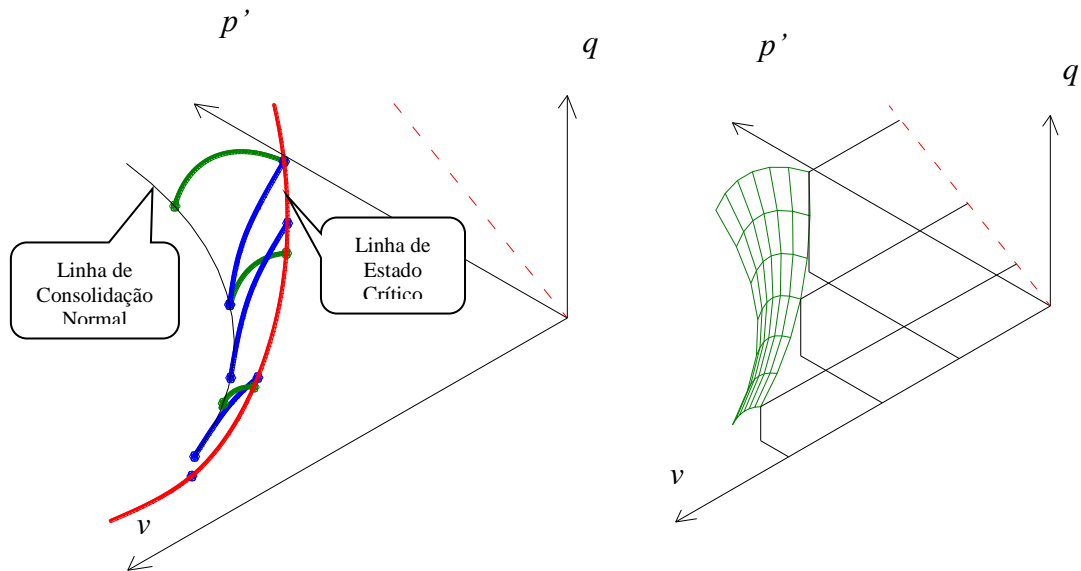 p’
q
p’
q
Linha de
Consolidação
Normal
Linha de
Estado
Crítico
v
v